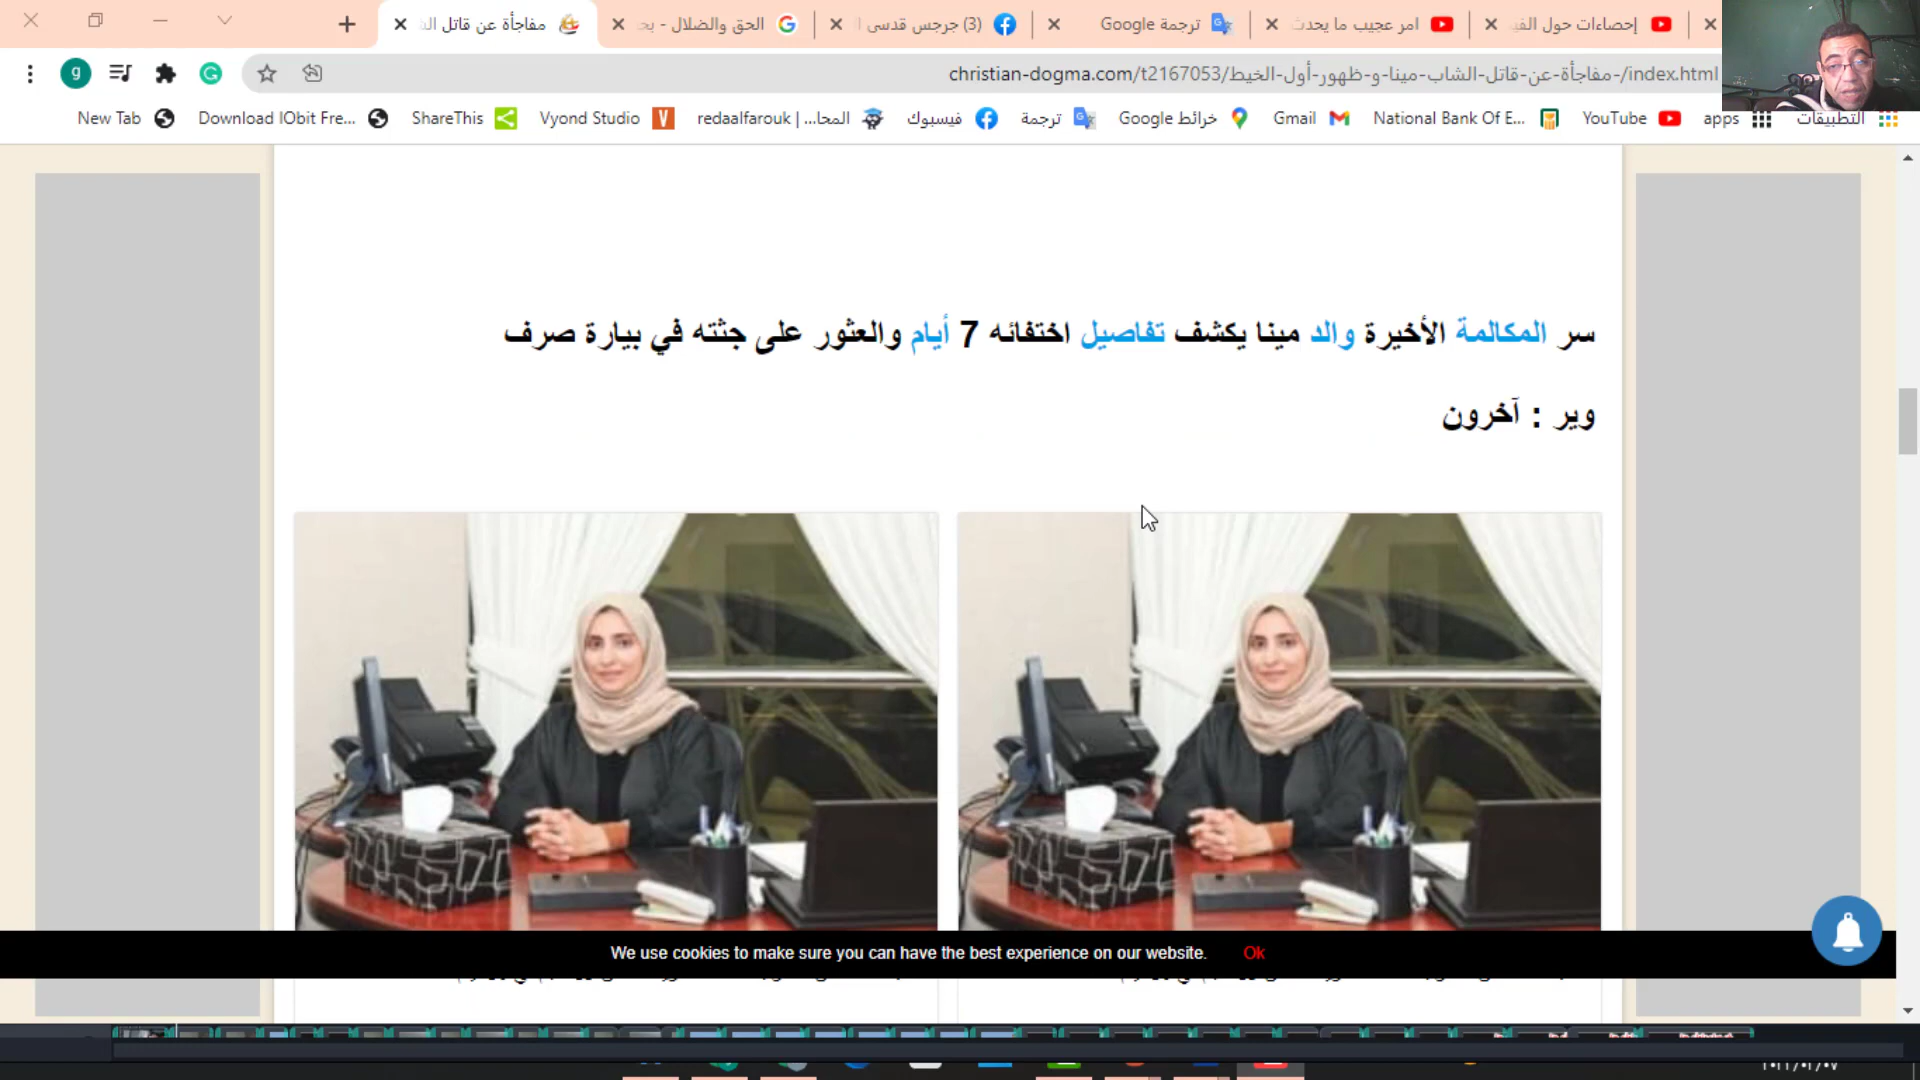 مفاجأة عن قاتل الش
الحق والضلال - بح
(3) جرجس قدسى ا
ترجمة Google
امر عجيب ما يحدث
إحصاءات حول الفيد
christian-dogma.com/t2167053/مفاجأة-عن-قاتل-الشاب-مينا-و-ظهور-أول-الخيط-/index.html
New Tab
Download IObit Fre...
ShareThis
Vyond Studio
redaalfarouk | المحا...
فيسبوك
ترجمة
خرائط Google
Gmail
National Bank Of E...
YouTube
apps
التطبيقات
سر المكالمة الأخيرة والد مينا يكشف تفاصيل اختفائه 7 أيام والعثور على جثته في بيارة صرف
وير : آخرون
We use cookies to make sure you can have the best experience on our website. Ok